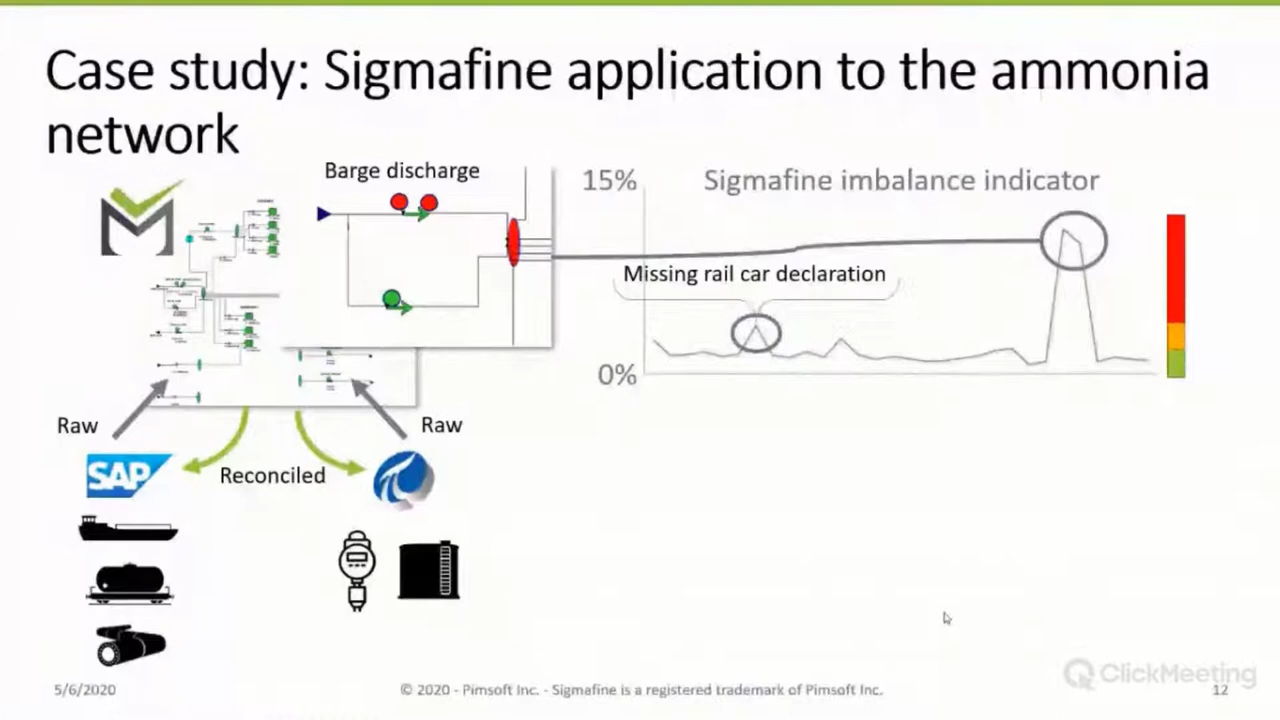 Case study: Sigmafine application to the ammonia
network
Barge discharge
15%
Sigmafine imbalance indicator
Missing rail car declaration
0%
Raw
Raw
SAP
Reconciled
5/6/2020
© 2020 - Pimsoft Inc. - Sigmafine is a registered trademark of Pimsoft Inc.
ClickMeeting
12